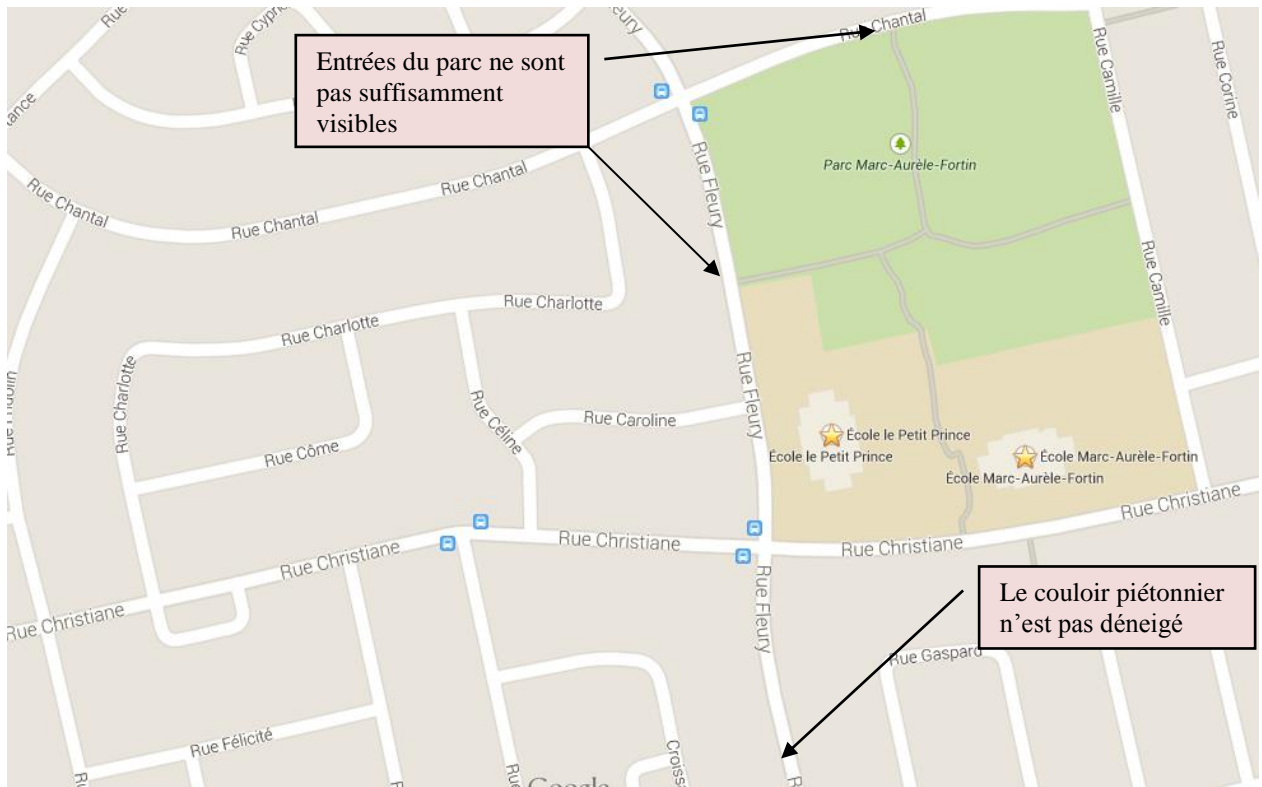 Rue Chantal
Rue Camille
Rue Corine
Entrées du parc ne sont
pas suffisamment
visibles
Parc Marc-Aurèle-Fortin
Rue Fleury
Rue Chantal
Rue Chantal
Rue Chantal
Rue Camille
Rue Charlotte
Rue Charlotte
Rue Charlotte
Rue Fleury
Rue Céline
Rue Caroline
Rue Côme
École le Petit Prince
École le Petit Prince
École Marc-Aurèle-Fortin
École Marc-Aurèle-Fortin
Rue Christiane
Rue Christiane
Rue Christiane
Rue Christiane
Rue Christiane
Rue Fleury
Le couloir piétonnier
n’est pas déneigé
Rue Gaspard
Rue Félicité
Google